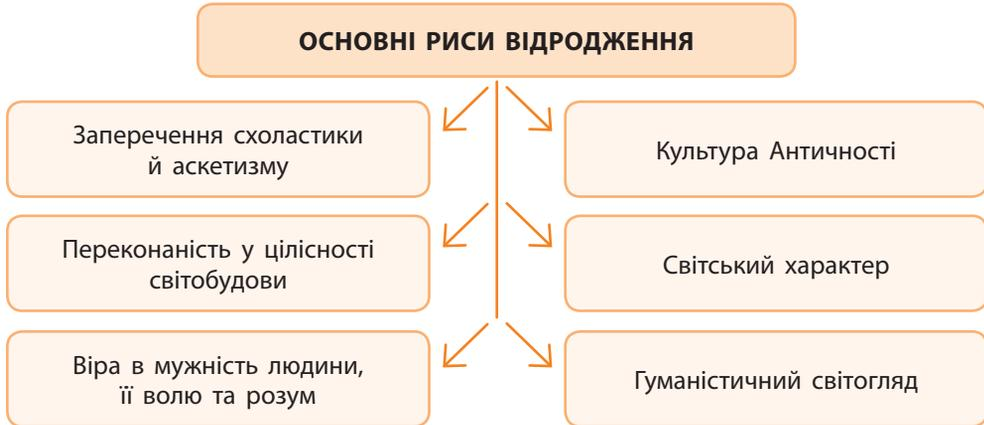 ОСНОВНІ РИСИ ВІДРОДЖЕННЯ
Заперечення схоластики
й аскетизму
Культура Античності
Переконаність у цілісності
світобудови
Світський характер
Віра в мужність людини,
її волю та розум
Гуманістичний світогляд